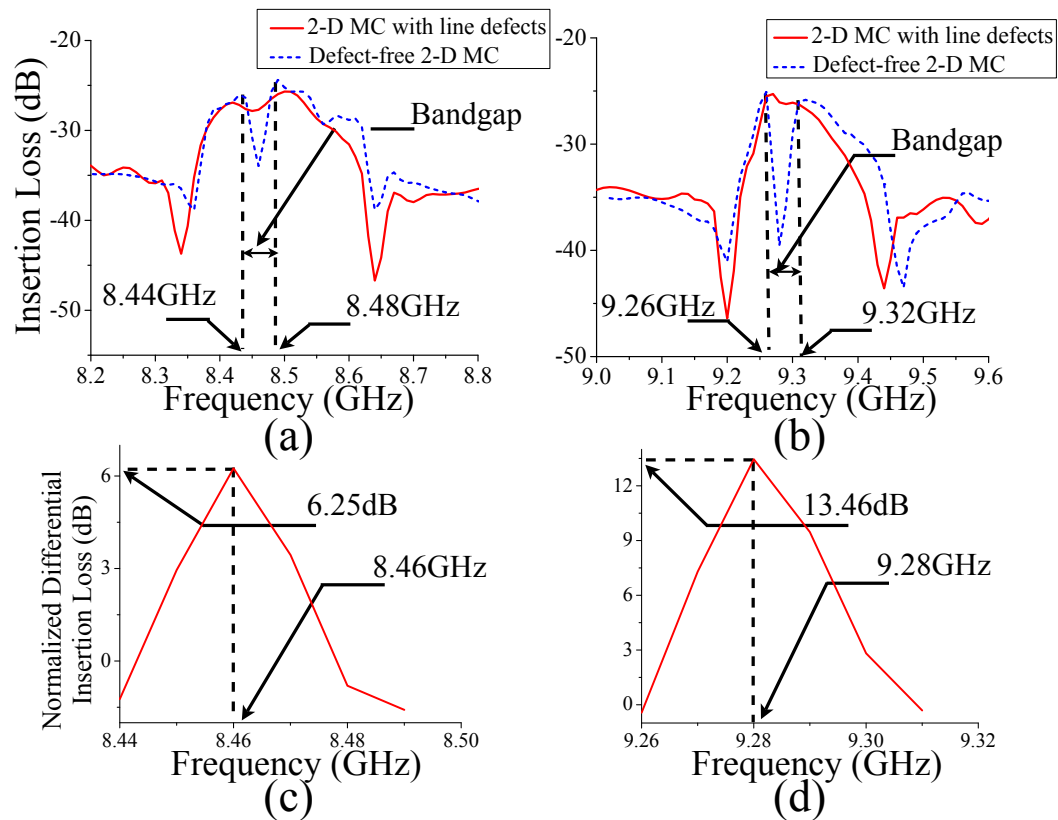 2-D MC with line defects
Defect-free 2-D MC
Insertion Loss (dB)
-20
-30
-40
-50
Bandgap
8.44GHz
8.48GHz
8.2 8.3 8.4 8.5 8.6 8.7 8.8
Frequency (GHz)
(a)
2-D MC with line defects
Defect-free 2-D MC
-25
-30
-35
-40
-45
-50
Bandgap
9.26GHz
9.32GHz
9.0 9.1 9.2 9.3 9.4 9.5 9.6
Frequency (GHz)
(b)
Normalized Differential
Insertion Loss (dB)
6
3
0
6.25dB
8.46GHz
8.44 8.46 8.48 8.50
Frequency (GHz)
(c)
12
9
6
3
0
13.46dB
9.28GHz
9.26 9.28 9.30 9.32
Frequency (GHz)
(d)